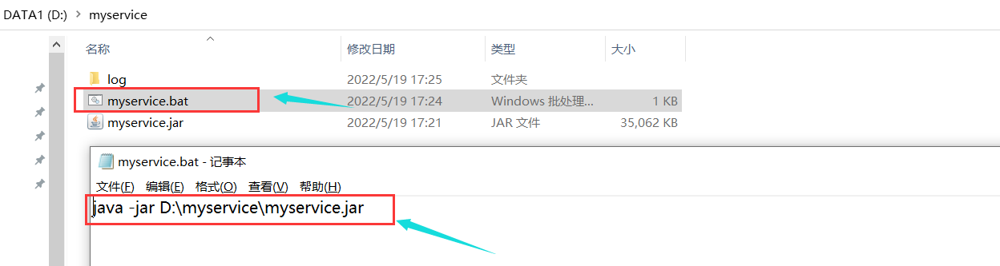 DATA1 (D:) > myservice
名称 修改日期 类型 大小
log 2022/5/19 17:25 文件夹
myservice.bat 2022/5/19 17:24 Windows 批处理... 1 KB
myservice.jar 2022/5/19 17:21 JAR 文件 35,062 KB
myservice.bat - 记事本
文件(F) 编辑(E) 格式(O) 查看(V) 帮助(H)
java -jar D:\myservice\myservice.jar